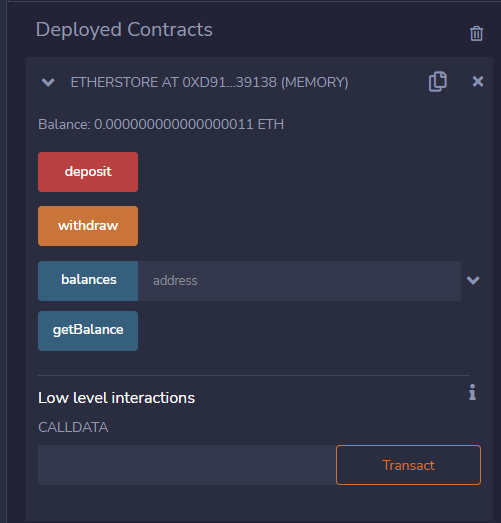 Deployed Contracts
ETHERSTORE AT 0XD91...39138 (MEMORY)
Balance: 0.000000000000000011 ETH
deposit
withdraw
balances address
getBalance
Low level interactions
CALLDATA
Transact